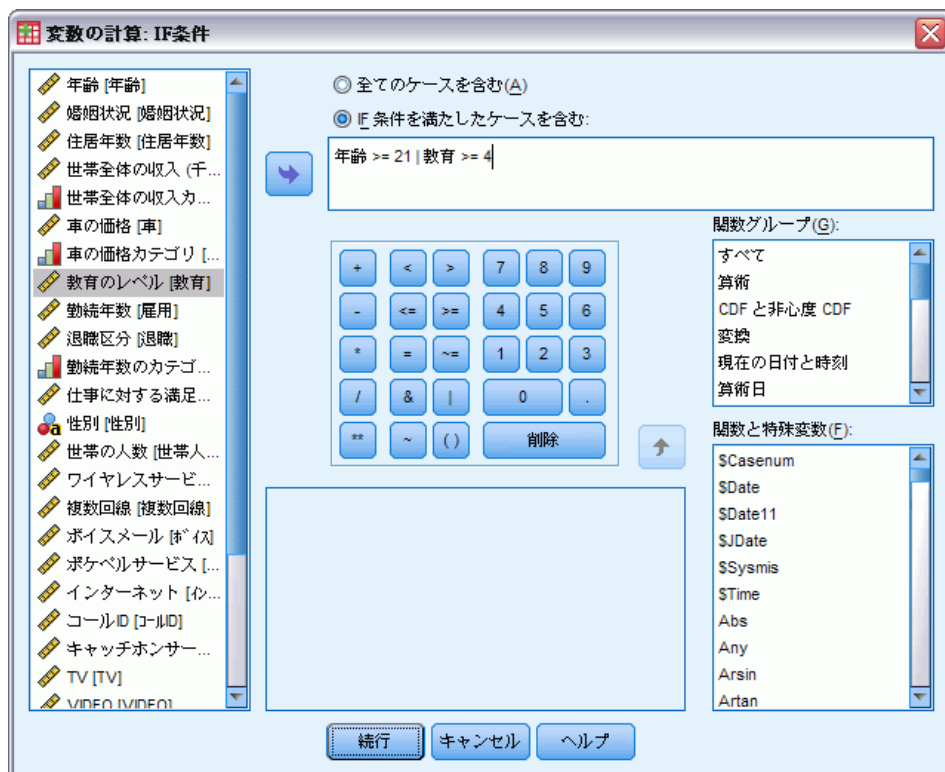 変数の計算: IF条件
年齢 [年齢]
婚姻状況 [婚姻状況]
住居年数 [住居年数]
世帯全体の収入 (千...
世帯全体の収入カ...
車の価格 [車]
車の価格カテゴリ [...
教育のレベル [教育]
勤続年数 [雇用]
退職区分 [退職]
勤続年数のカテゴ...
仕事に対する満足...
性別 [性別]
世帯の人数 [世帯人...
ワイヤレスサービ...
複数回線 [複数回線]
ボイスメール [ﾎﾞｲｽ]
ポケベルサービス [...
インターネット [ｲﾝ...
コールID [ｺｰﾙID]
キャッチホンサー...
TV [TV]
VIDEO [VIDEO]
全てのケースを含む(A)
IF 条件を満たしたケースを含む:
年齢 >= 21 | 教育 >= 4
+ < > 7 8 9
- <= >= 4 5 6
* = ~= 1 2 3
/ & | 0 .
** ~ ( ) 削除
関数グループ(G):
すべて
算術
CDF と非心度 CDF
変換
現在の日付と時刻
算術日
関数と特殊変数(F):
$Casenum
$Date
$Date11
$JDate
$Sysmis
$Time
Abs
Any
Arsin
Artan
続行 キャンセル ヘルプ